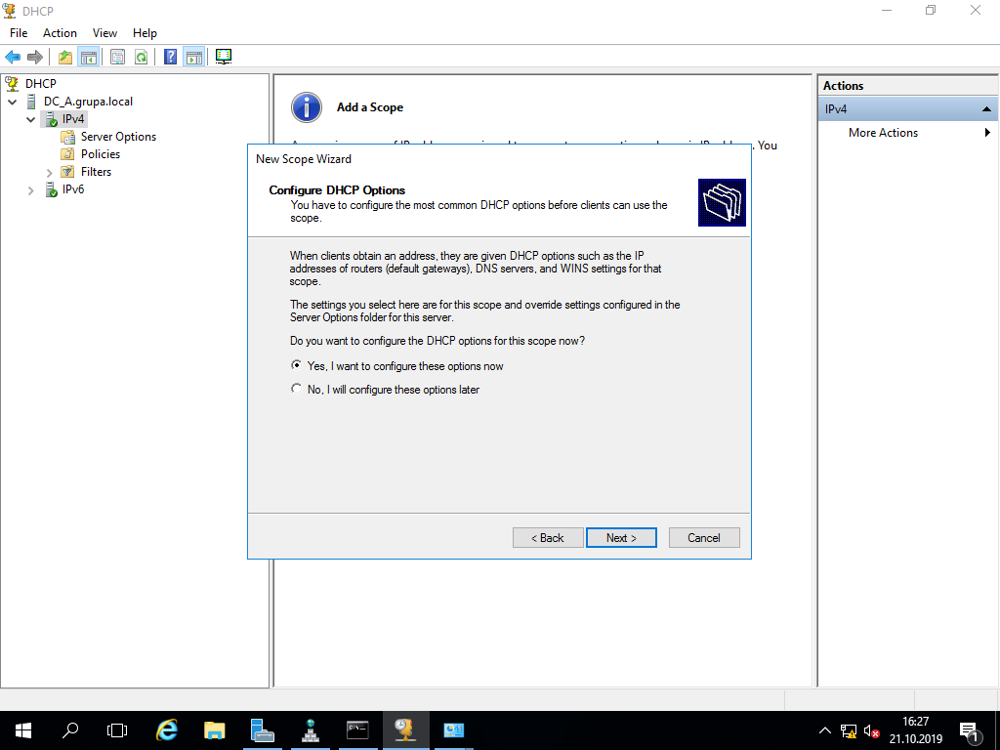 DHCP
File Action View Help
DHCP
DC_A.grupa.local
IPv4
Server Options
Policies
Filters
IPv6
Add a Scope
You
New Scope Wizard
Configure DHCP Options
You have to configure the most common DHCP options before clients can use the
scope.
When clients obtain an address, they are given DHCP options such as the IP
addresses of routers (default gateways), DNS servers, and WINS settings for that
scope.
The settings you select here are for this scope and override settings configured in the
Server Options folder for this server.
Do you want to configure the DHCP options for this scope now?
Yes, I want to configure these options now
No, I will configure these options later
< Back Next > Cancel
Actions
IPv4
More Actions
16:27
21.10.2019
1